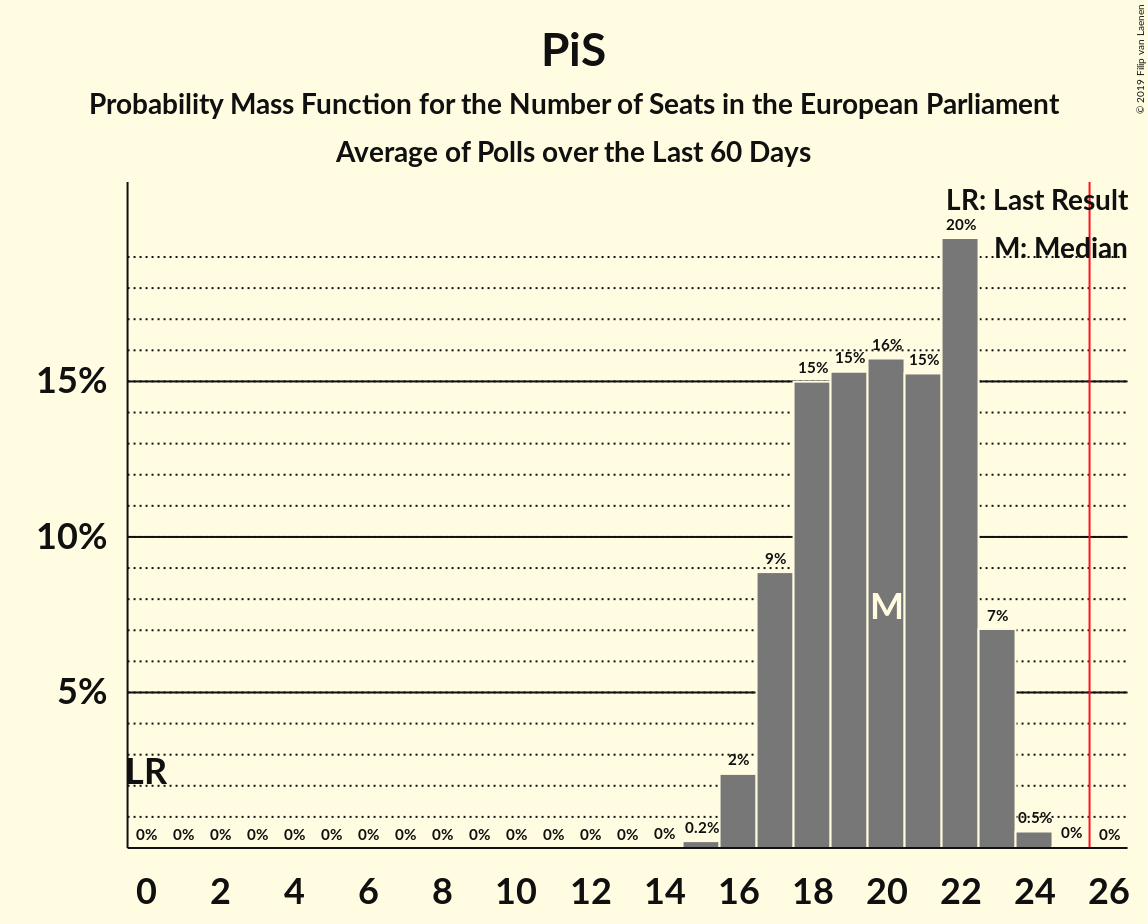 PiS
Probability Mass Function for the Number of Seats in the European Parliament
Average of Polls over the Last 60 Days
© 2019 Filip van Laenen
LR: Last Result
M: Median
15%
10%
5%
LR
M
0% 0% 0% 0% 0% 0% 0% 0% 0% 0% 0% 0% 0% 0% 0% 0.2% 2% 9% 15% 15% 16% 15% 20% 7% 0.5% 0% 0%
0 2 4 6 8 10 12 14 16 18 20 22 24 26